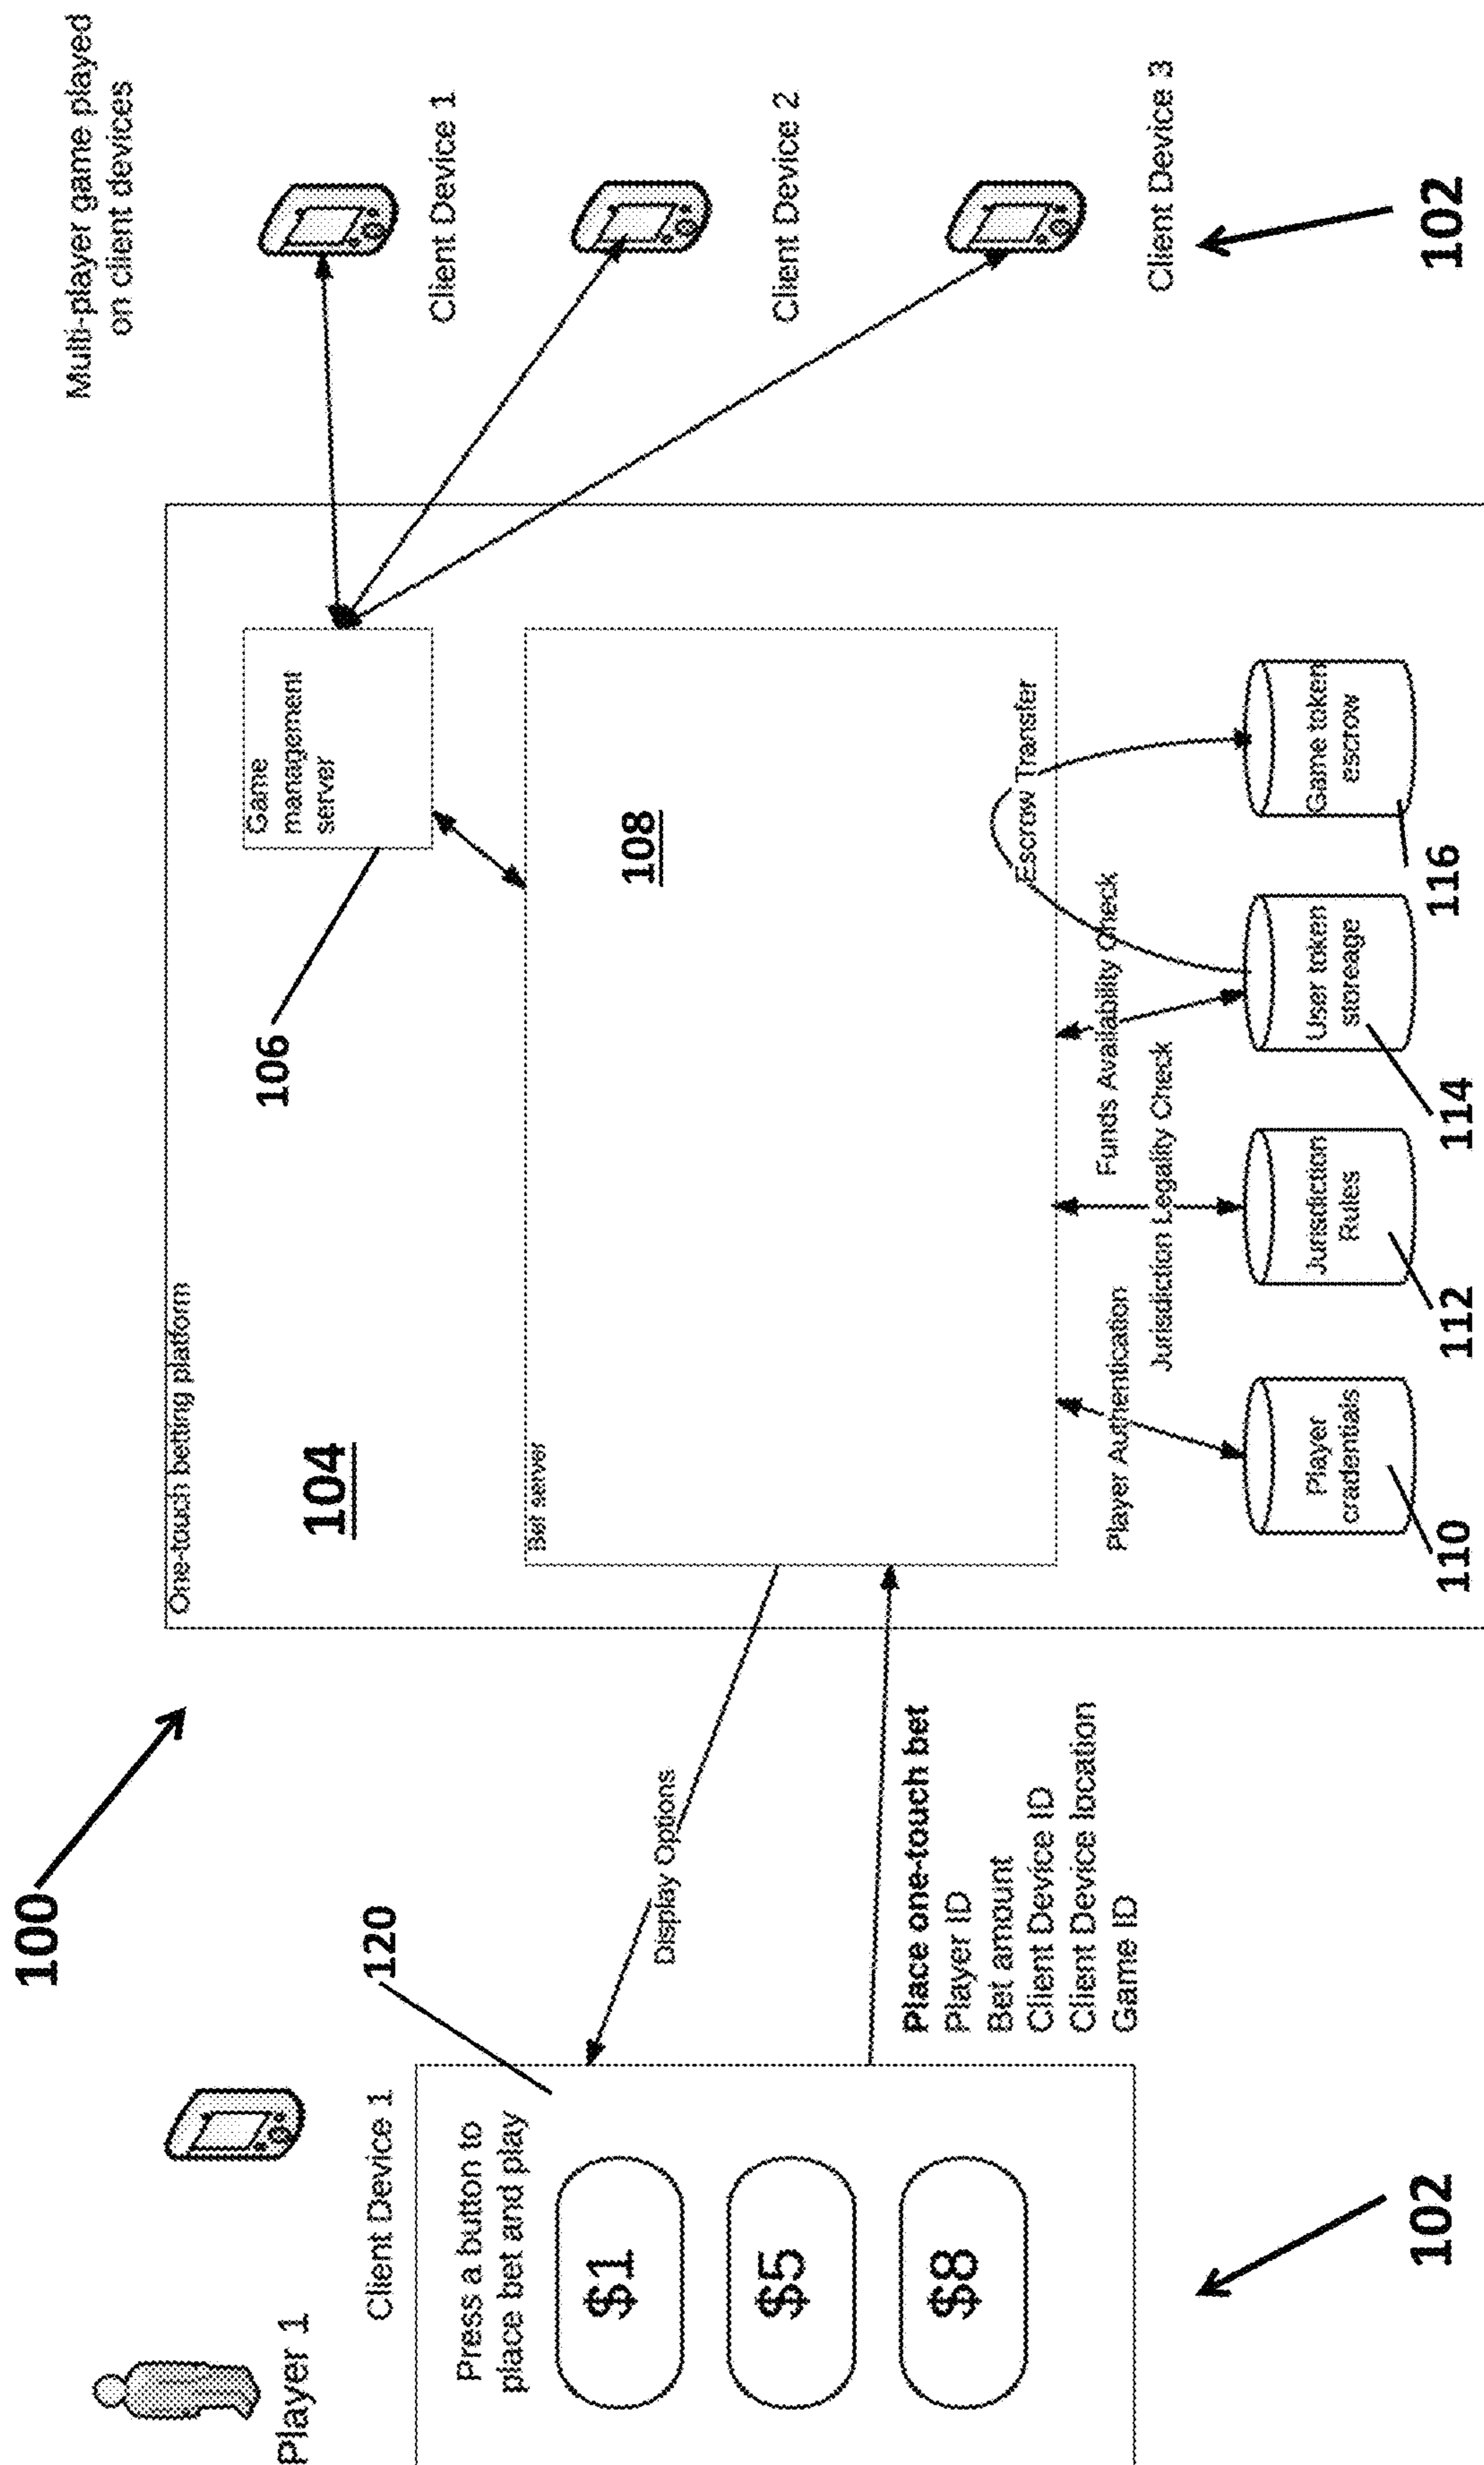 100
Player 1
Client Device 1
Press a button to
place bet and play
$1
$5
$8
120
102
Display Options
Place one-touch bet
Player ID
Bet amount
Client Device ID
Client Device location
Game ID
One-touch betting platform
104
106
Game
management
server
Bet server
108
Escrow Transfer
Player Authentication
Jurisdiction Legality Check
Funds Availability Check
Player
cradentials
Jurisdiction
Rules
User token
storeage
Game token
escrow
110
112
114
116
Multi-player game played
on client devices
Client Device 1
Client Device 2
Client Device 3
102